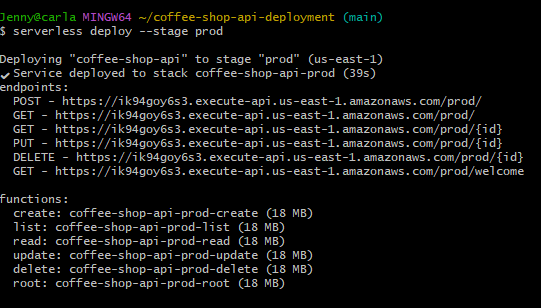 Jenny@carla MINGW64 ~/coffee-shop-api-deployment (main)
$ serverless deploy --stage prod
Deploying "coffee-shop-api" to stage "prod" (us-east-1)
✔ Service deployed to stack coffee-shop-api-prod (39s)
endpoints:
POST - https://ik94goy6s3.execute-api.us-east-1.amazonaws.com/prod/
GET - https://ik94goy6s3.execute-api.us-east-1.amazonaws.com/prod/
GET - https://ik94goy6s3.execute-api.us-east-1.amazonaws.com/prod/{id}
PUT - https://ik94goy6s3.execute-api.us-east-1.amazonaws.com/prod/{id}
DELETE - https://ik94goy6s3.execute-api.us-east-1.amazonaws.com/prod/{id}
GET - https://ik94goy6s3.execute-api.us-east-1.amazonaws.com/prod/welcome
functions:
create: coffee-shop-api-prod-create (18 MB)
list: coffee-shop-api-prod-list (18 MB)
read: coffee-shop-api-prod-read (18 MB)
update: coffee-shop-api-prod-update (18 MB)
delete: coffee-shop-api-prod-delete (18 MB)
root: coffee-shop-api-prod-root (18 MB)